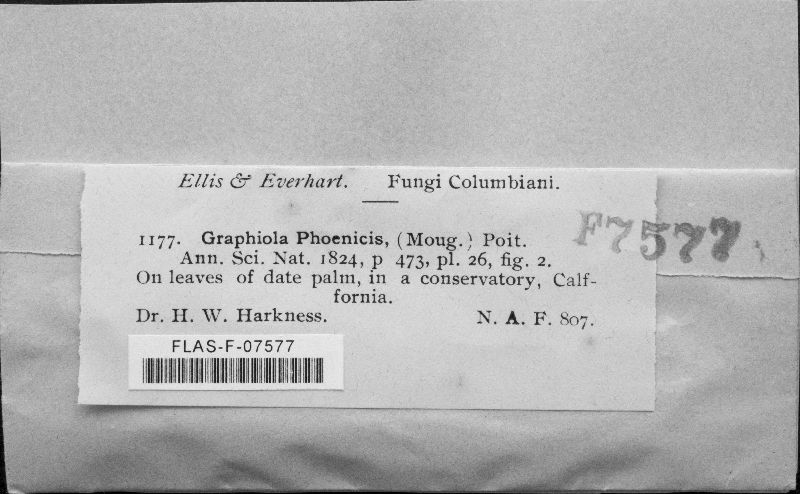 Ellis & Everhart. Fungi Columbiani.
1177. Graphiola Phoenicis, (Moug.) Poit.
Ann. Sci. Nat. 1824, p 473, pl. 26, fig. 2.
On leaves of date palm, in a conservatory, Calf-
fornia.
Dr. H. W. Harkness. N. A. F. 807.
F7577
FLAS-F-07577